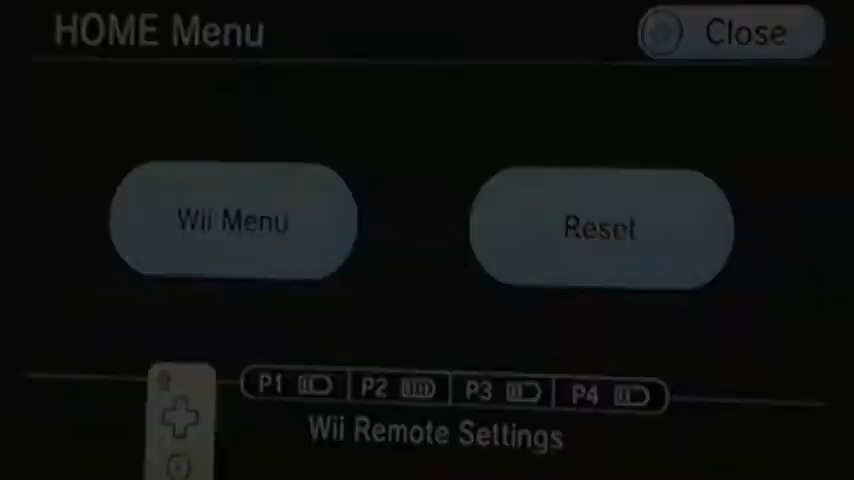 HOME Menu
Close
Wii Menu
Reset
P1 P2 P3 P4
Wii Remote Settings